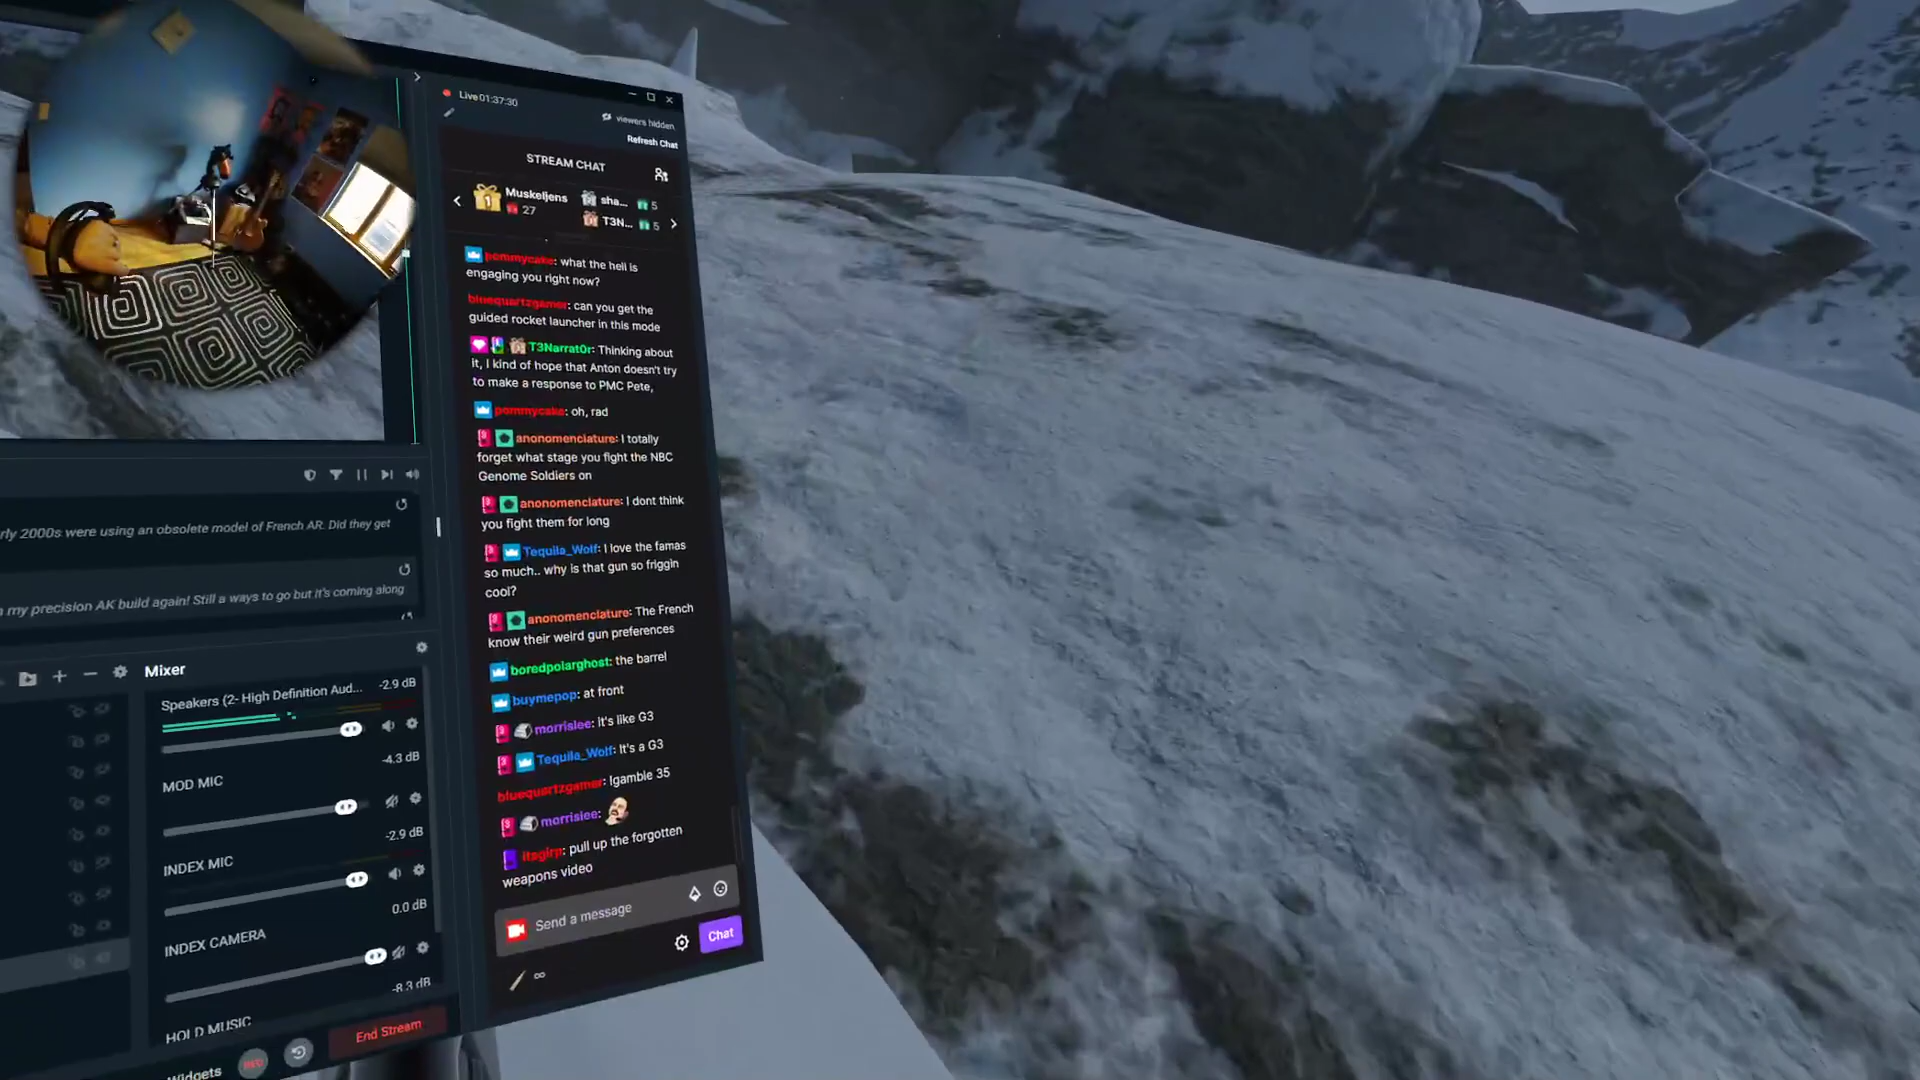 Live 01:37:30
viewers hidden
Refresh Chat
STREAM CHAT
Muskeljens
27
sha...
5
T3N...
5
pommycake: what the hell is
engaging you right now?
bluequartzgamer: can you get the
guided rocket launcher in this mode
T3Narrat0r: Thinking about
it, I kind of hope that Anton doesn't try
to make a response to PMC Pete,
pommycake: oh, rad
anonomenclature: I totally
forget what stage you fight the NBC
Genome Soldiers on
anonomenclature: I dont think
you fight them for long
Tequila_Wolf: I love the famas
so much.. why is that gun so friggin
cool?
anonomenclature: The French
know their weird gun preferences
boredpolarghost: the barrel
buymepop: at front
morrislee: It's like G3
Tequila_Wolf: It's a G3
bluequartzgamer: !gamble 35
morrislee:
itsgirp: pull up the forgotten
weapons video
Send a message
Chat
∞
rly 2000s were using an obsolete model of French AR. Did they get
my precision AK build again! Still a ways to go but it's coming along
Mixer
Speakers (2- High Definition Aud... -2.9 dB
MOD MIC -4.3 dB
INDEX MIC -2.9 dB
INDEX CAMERA 0.0 dB
HOLD MUSIC -8.3 dB
Widgets
REC
End Stream